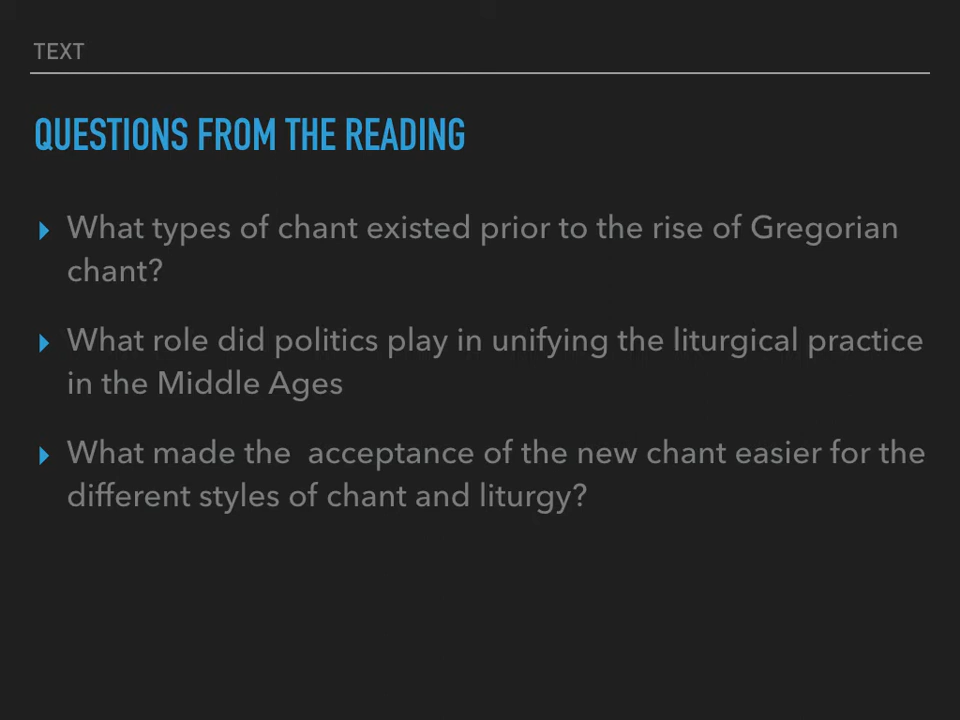 TEXT
QUESTIONS FROM THE READING
▸ What types of chant existed prior to the rise of Gregorian
chant?
▸ What role did politics play in unifying the liturgical practice
in the Middle Ages
▸ What made the  acceptance of the new chant easier for the
different styles of chant and liturgy?